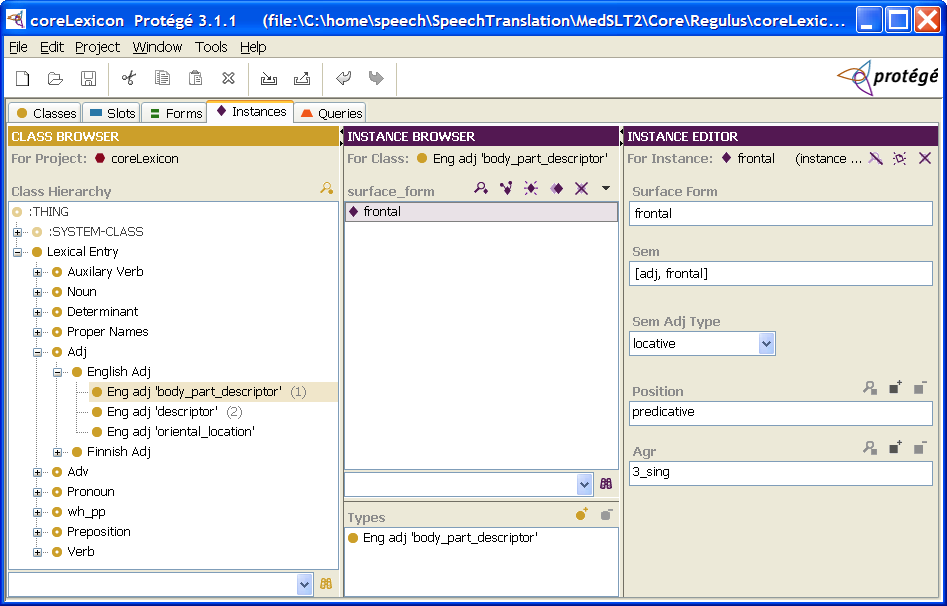 coreLexicon Protégé 3.1.1 (file:\C:\home\speech\SpeechTranslation\MedSLT2\Core\Regulus\coreLexic...
File Edit Project Window Tools Help
protégé
Classes Slots Forms Instances Queries
CLASS BROWSER
For Project: coreLexicon
Class Hierarchy
:THING
:SYSTEM-CLASS
Lexical Entry
Auxilary Verb
Noun
Determinant
Proper Names
Adj
English Adj
Eng adj 'body_part_descriptor' (1)
Eng adj 'descriptor' (2)
Eng adj 'oriental_location'
Finnish Adj
Adv
Pronoun
wh_pp
Preposition
Verb
INSTANCE BROWSER
For Class: Eng adj 'body_part_descriptor'
surface_form
frontal
Types
Eng adj 'body_part_descriptor'
INSTANCE EDITOR
For Instance: frontal (instance ...
Surface Form
frontal
Sem
[adj, frontal]
Sem Adj Type
locative
Position
predicative
Agr
3_sing